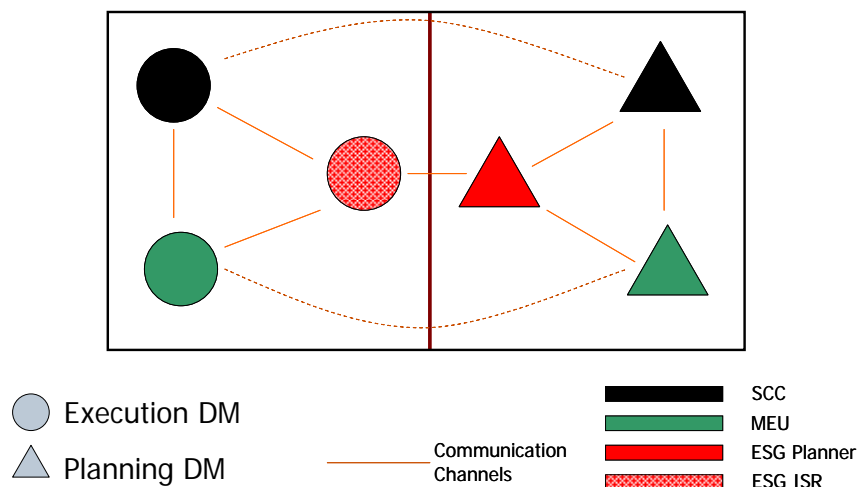 Execution DM
Planning DM
Communication
Channels
SCC
MEU
ESG Planner
ESG ISR